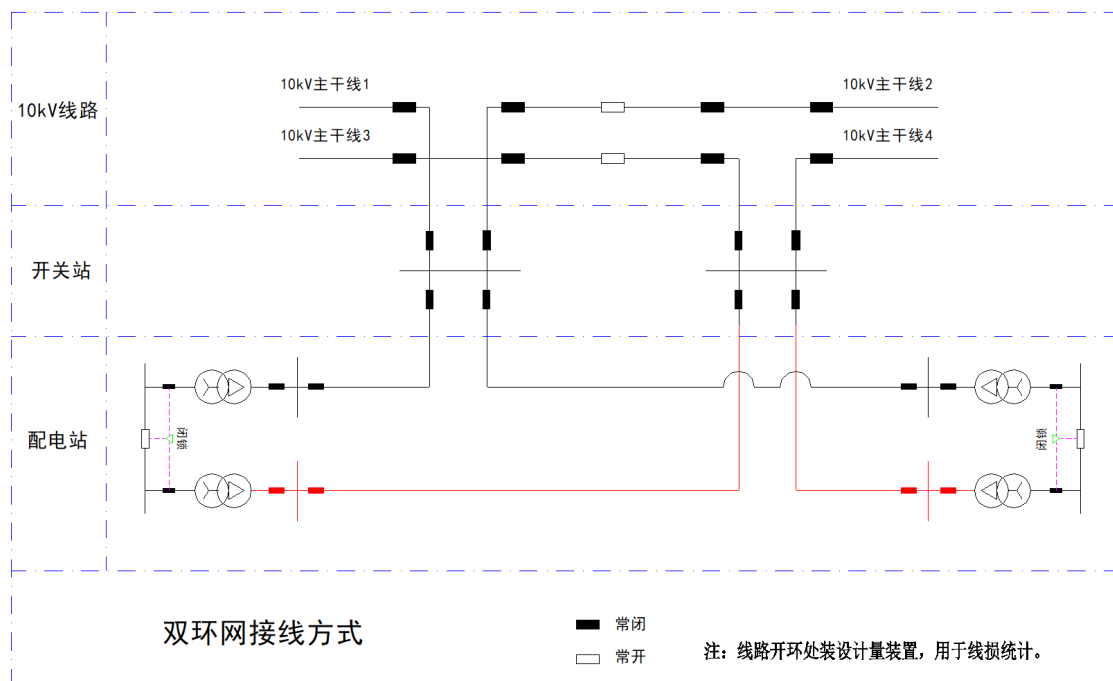 10kV主干线1
10kV主干线2
10kV线路
10kV主干线3
10kV主干线4
开关站
配电站
闭锁
闭锁
双环网接线方式
常闭
常开
注: 线路开环处装设计量装置，用于线损统计。